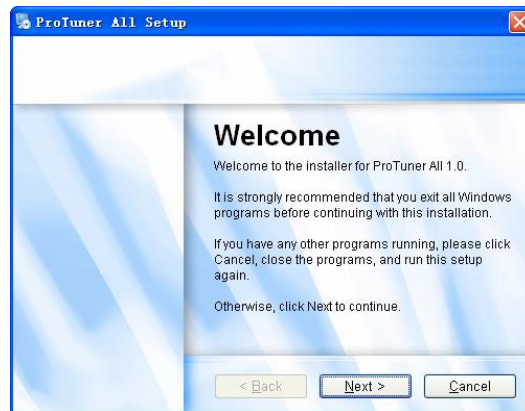 ProTuner All Setup
Welcome
Welcome to the installer for ProTuner All 1.0.
It is strongly recommended that you exit all Windows
programs before continuing with this installation.
If you have any other programs running, please click
Cancel, close the programs, and run this setup
again.
Otherwise, click Next to continue.
< Back
Next >
Cancel